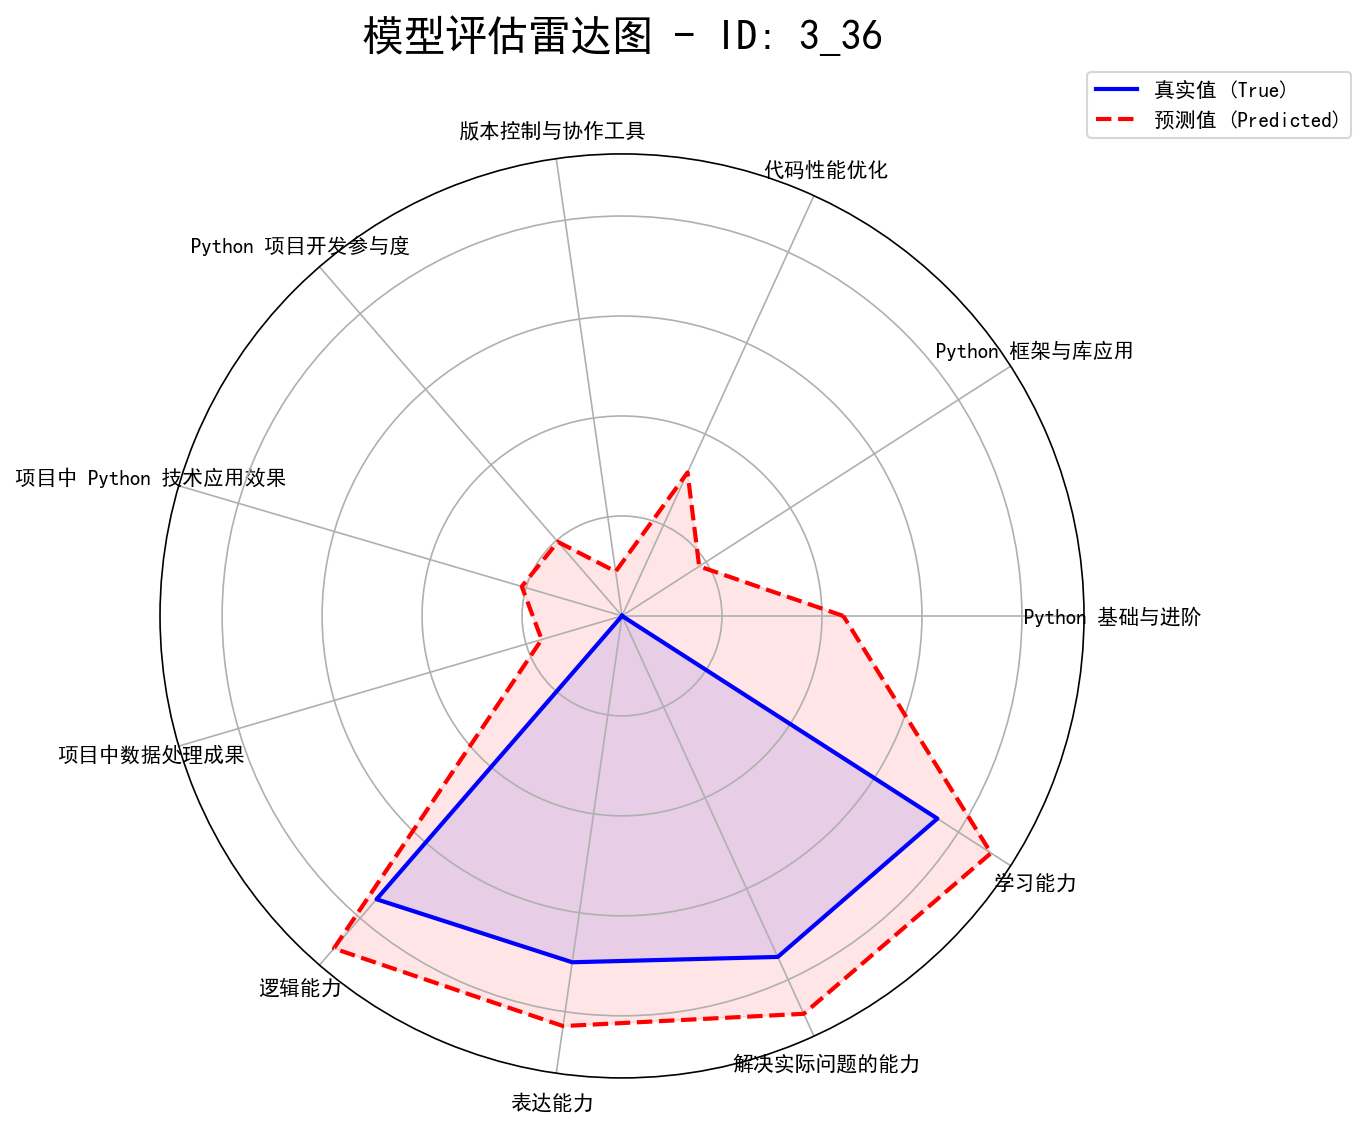 模型评估雷达图 - ID: 3_36
真实值 (True)
预测值 (Predicted)
版本控制与协作工具
代码性能优化
Python 项目开发参与度
Python 框架与库应用
项目中 Python 技术应用效果
Python 基础与进阶
项目中数据处理成果
学习能力
逻辑能力
解决实际问题的能力
表达能力